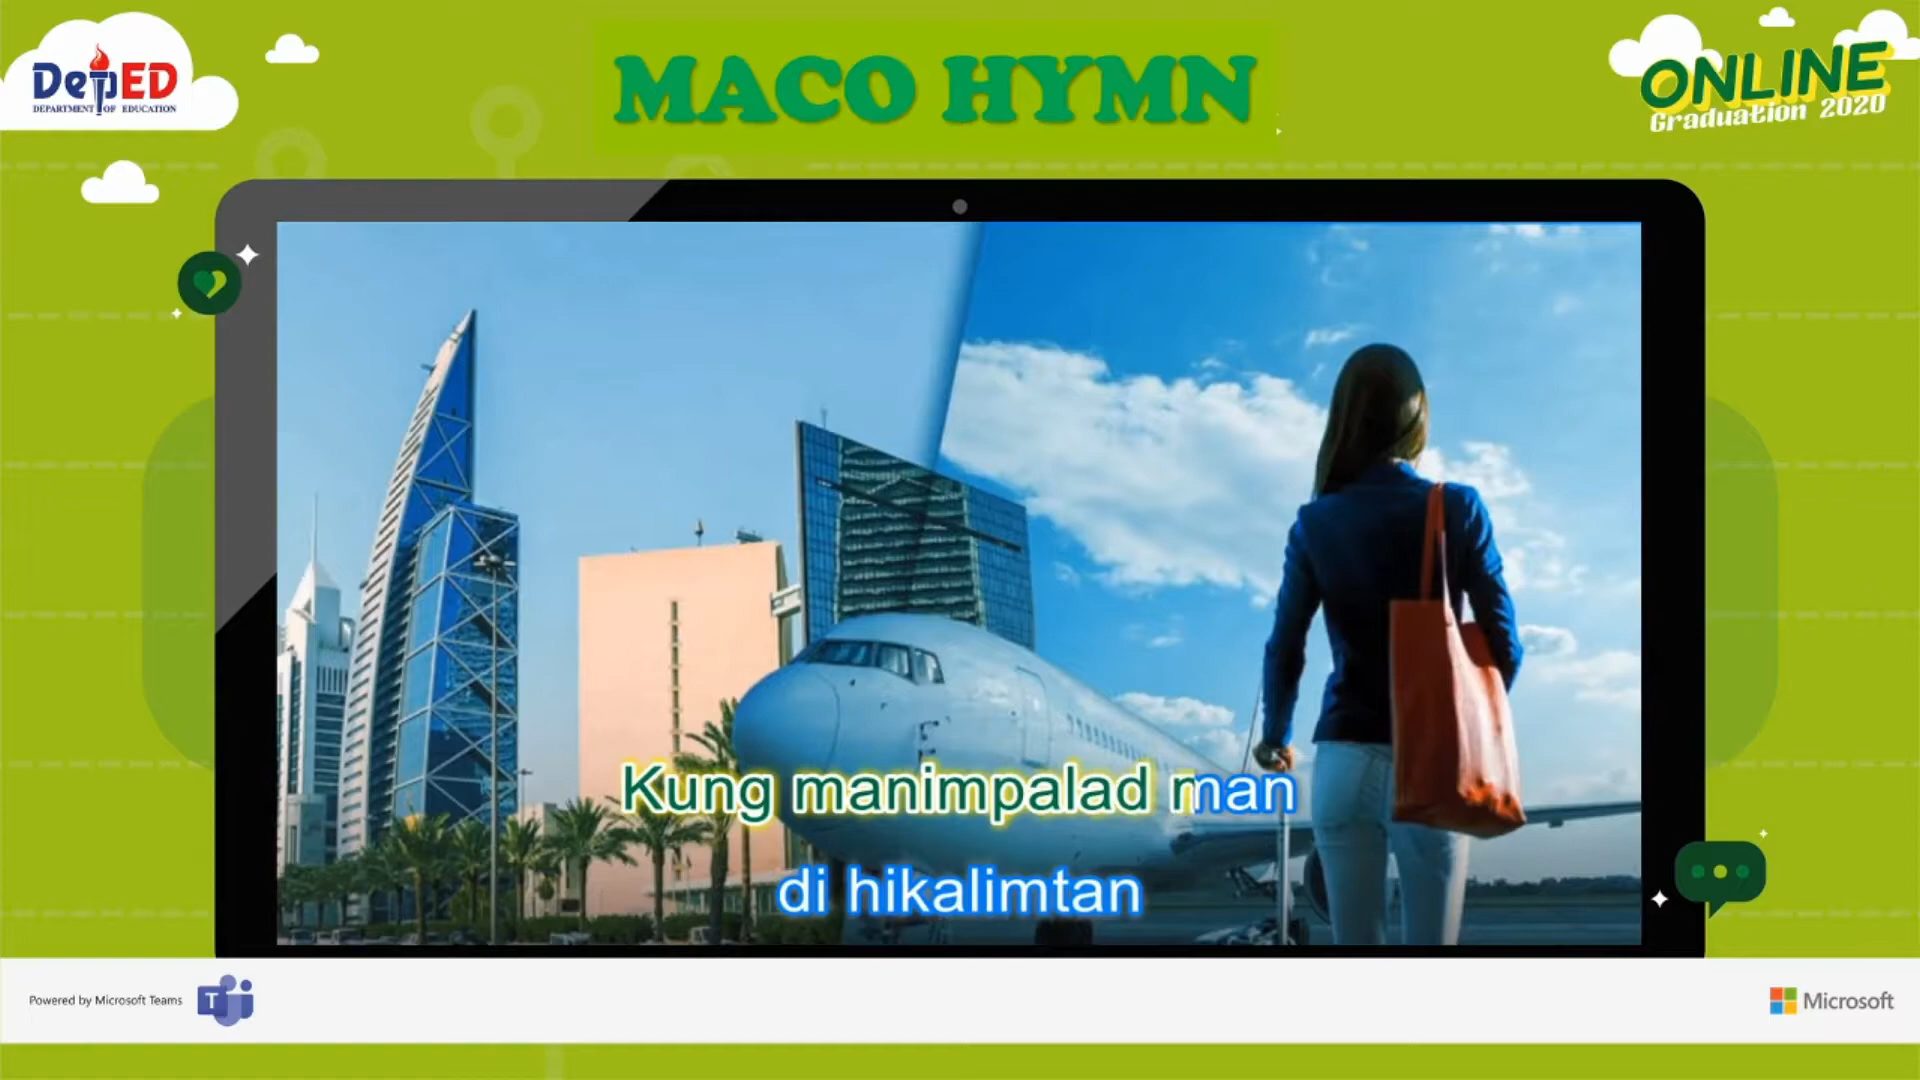 DepED
DEPARTMENT OF EDUCATION
MACO HYMN
ONLINE
Graduation 2020
Kung manimpalad man
di hikalimtan
Powered by Microsoft Teams
T
Microsoft